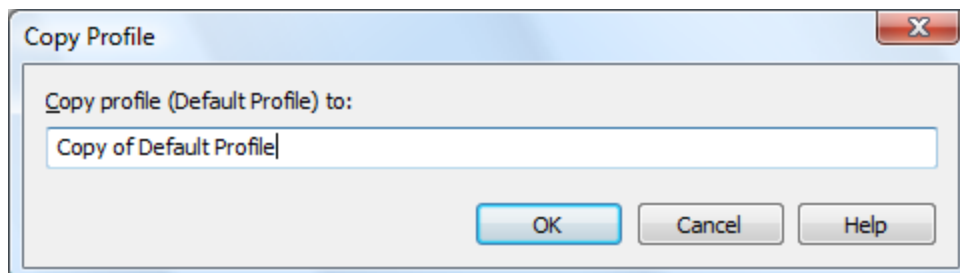 Copy Profile
Copy profile (Default Profile) to:
Copy of Default Profile
OK Cancel Help